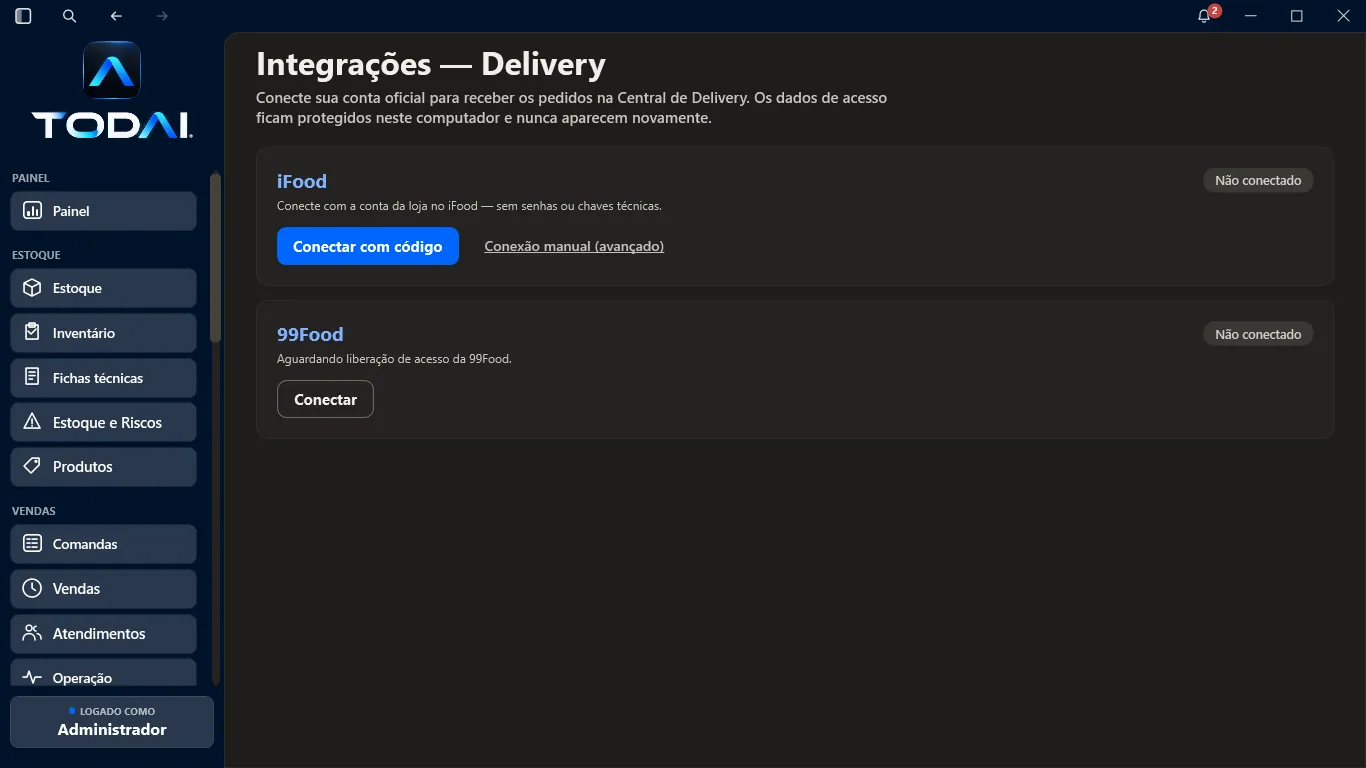 2
TODAI.
PAINEL
Painel
ESTOQUE
Estoque
Inventário
Fichas técnicas
Estoque e Riscos
Produtos
VENDAS
Comandas
Vendas
Atendimentos
Operação
LOGADO COMO
Administrador
Integrações — Delivery
Conecte sua conta oficial para receber os pedidos na Central de Delivery. Os dados de acesso
ficam protegidos neste computador e nunca aparecem novamente.
iFood
Não conectado
Conecte com a conta da loja no iFood — sem senhas ou chaves técnicas.
Conectar com código
Conexão manual (avançado)
99Food
Não conectado
Aguardando liberação de acesso da 99Food.
Conectar